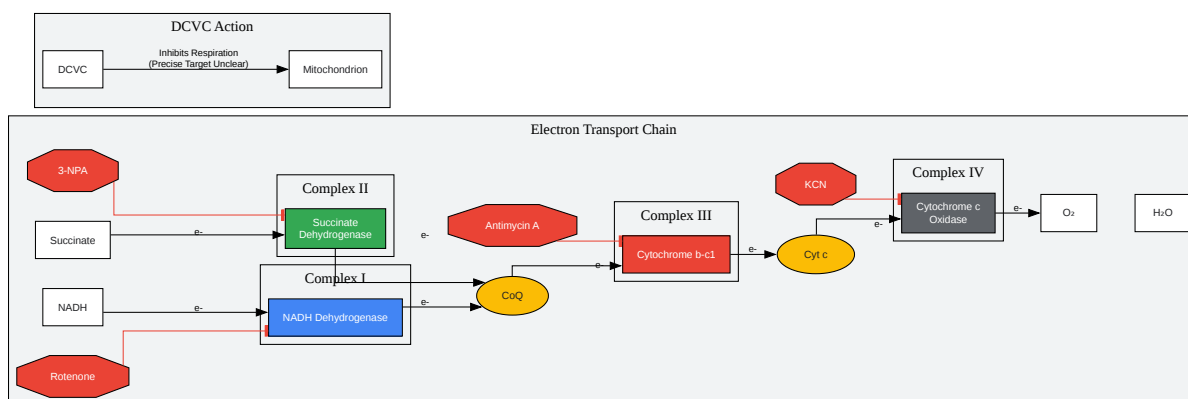 DCVC Action
DCVC
Inhibits Respiration
(Precise Target Unclear)
Mitochondrion
Electron Transport Chain
3-NPA
Complex II
Succinate
Dehydrogenase
Succinate
e-
Complex I
NADH Dehydrogenase
NADH
e-
Rotenone
e-
e-
CoQ
Antimycin A
e-
Complex III
Cytochrome b-c1
e-
Cyt c
KCN
e-
Complex IV
Cytochrome c
Oxidase
e-
O₂
H₂O